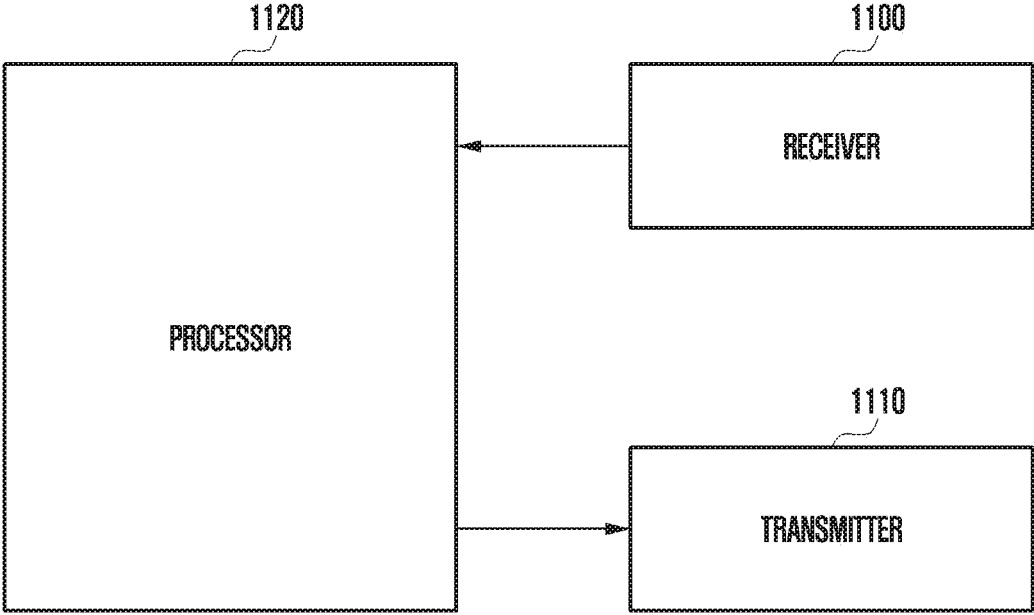 1120
1100
RECEIVER
PROCESSOR
1110
TRANSMITTER